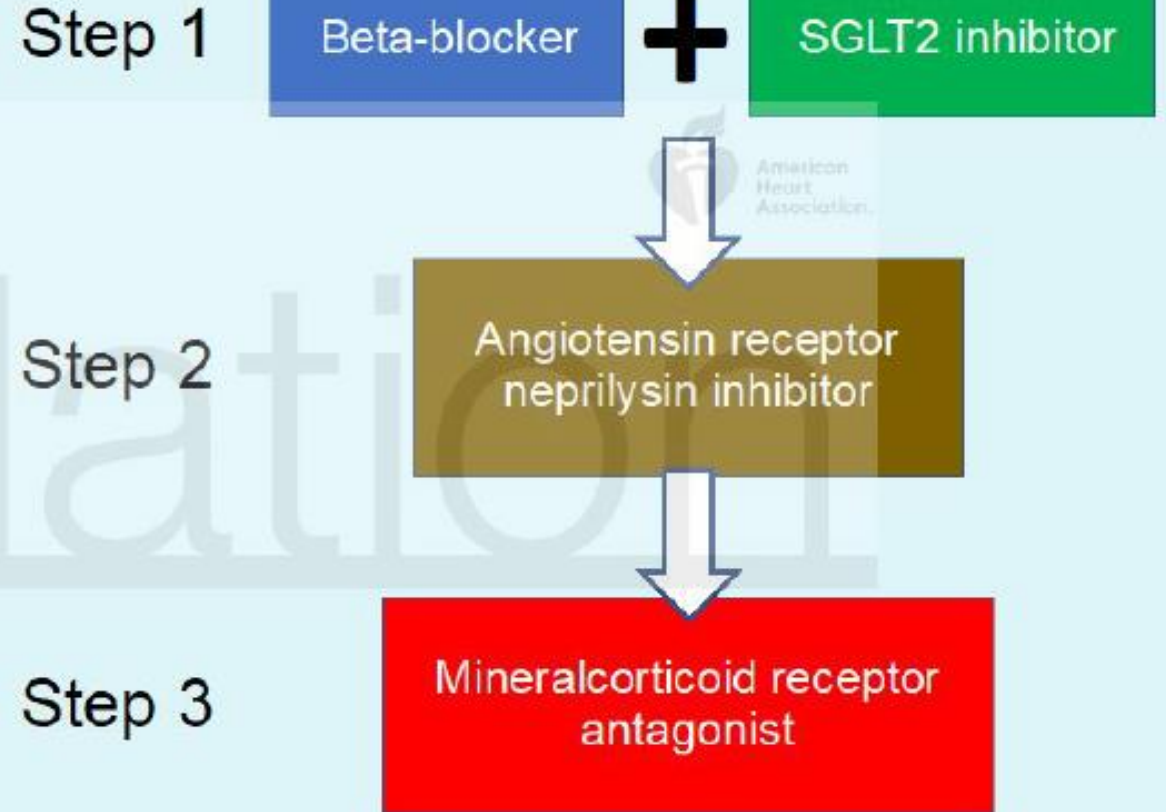 Step 1
Beta-blocker + SGLT2 inhibitor
American
Heart
Association.
Step 2
Angiotensin receptor
neprilysin inhibitor
lation
Step 3
Mineralcorticoid receptor
antagonist